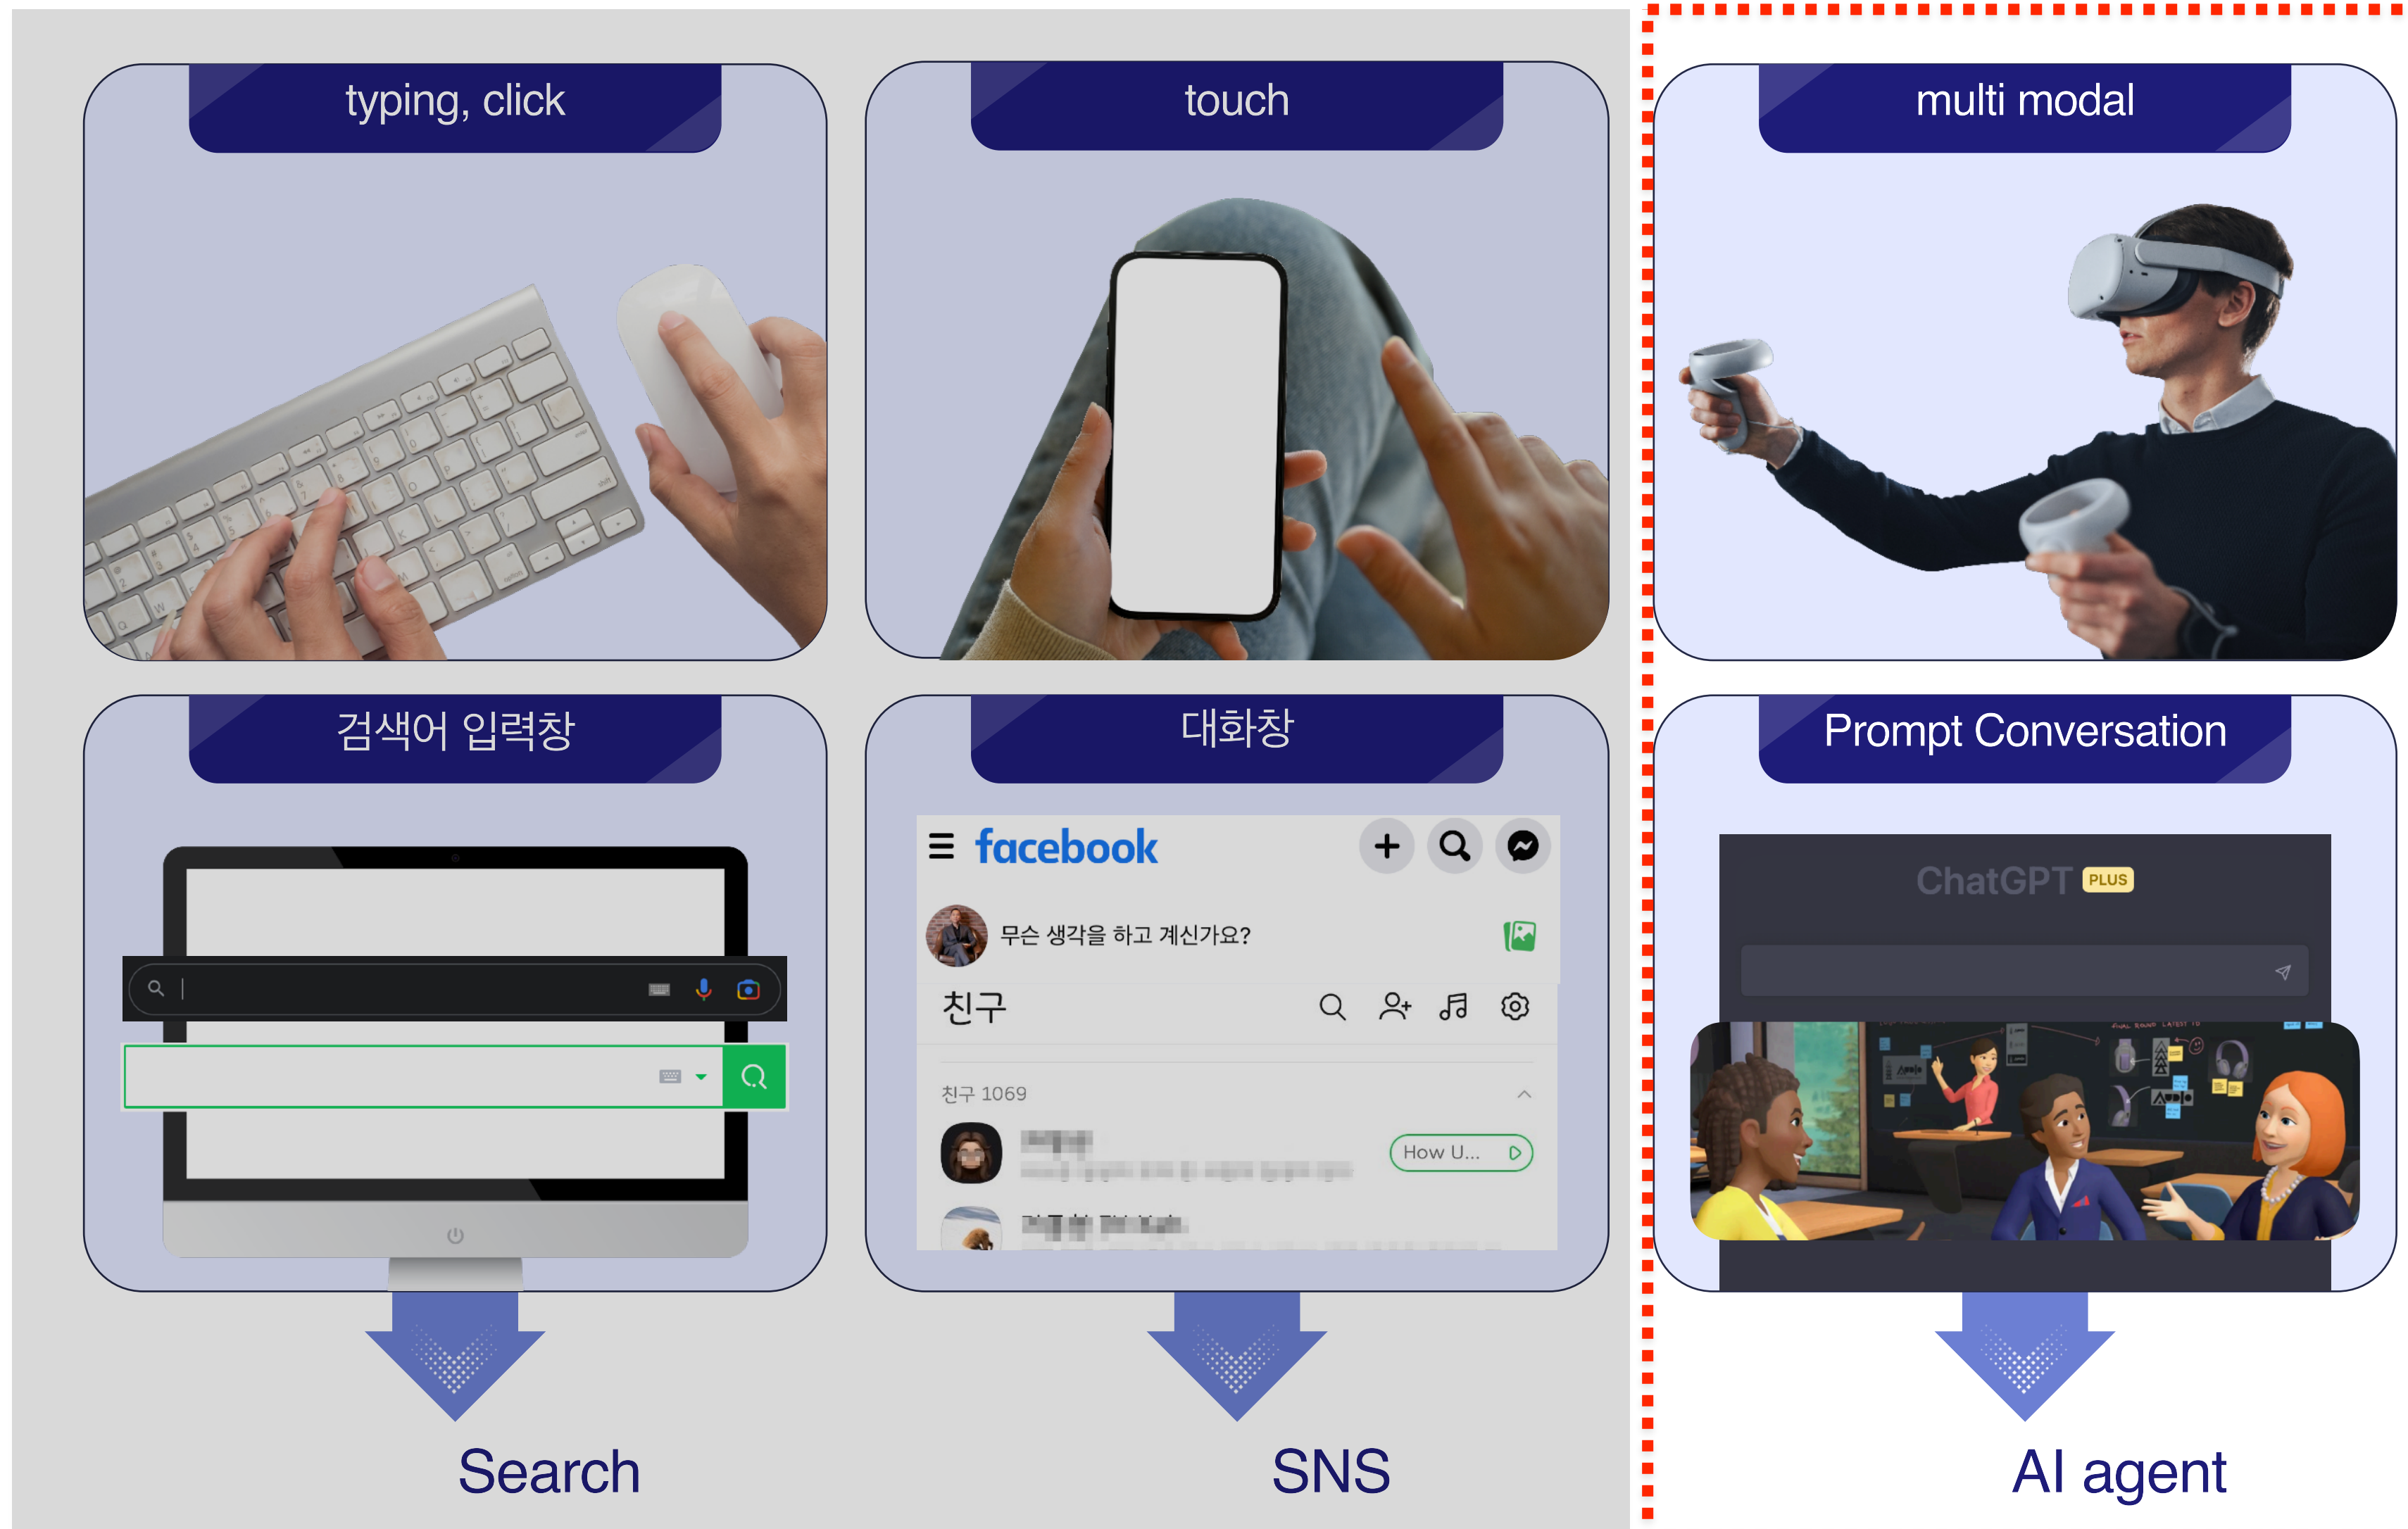 typing, click
touch
multi modal
검색어 입력창
대화창
Prompt Conversation
facebook
무슨 생각을 하고 계신가요?
친구
친구 1069
How U...
ChatGPT PLUS
Search
SNS
AI agent